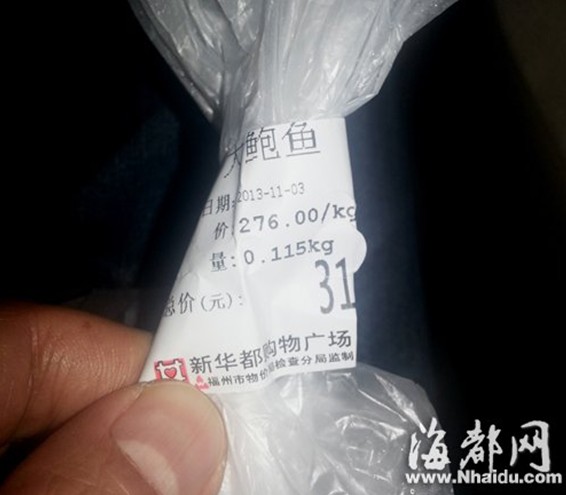 大鲍鱼
日期:2013-11-03
价:276.00/kg
量:0.115kg
总价(元): 31
新华都购物广场
福州市物价局检查分局监制
海都网
www.Nhaidu.com